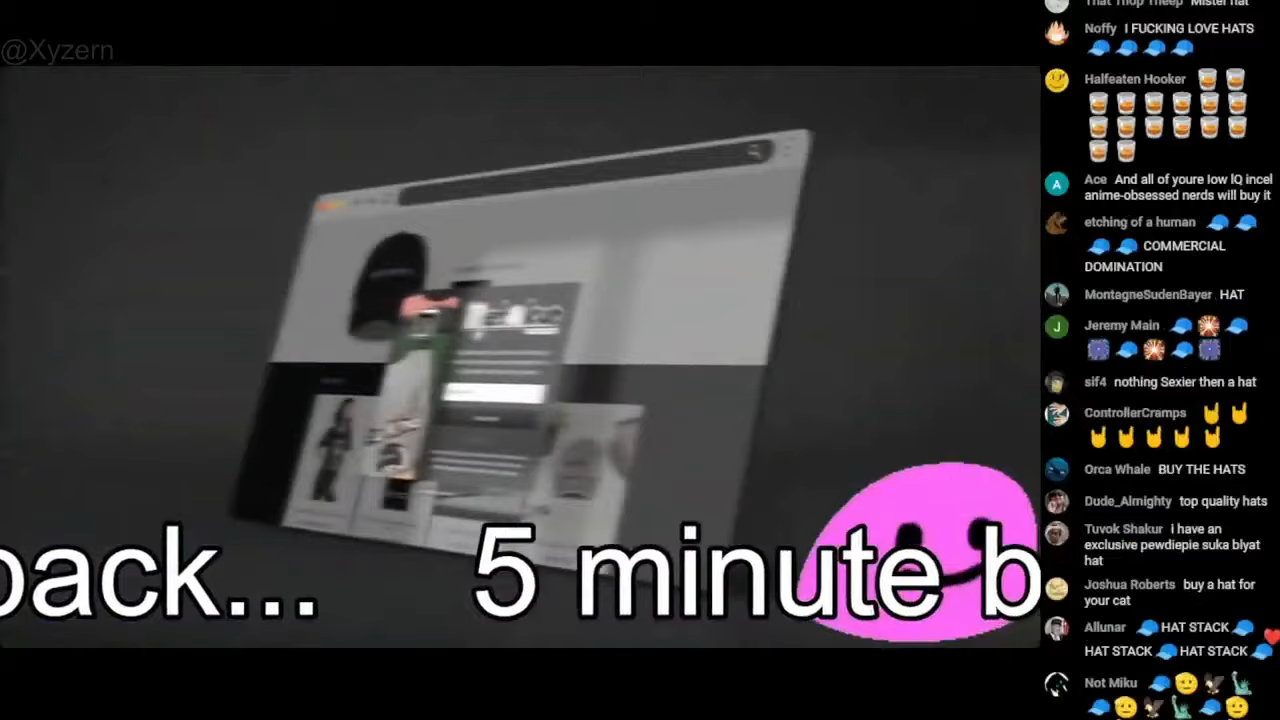 @Xyzern
back...
5 minute b
That Thop Theep Mister hat
Noffy I FUCKING LOVE HATS
🧢🧢🧢🧢
Halfeaten Hooker 🥃🥃
🥃🥃🥃🥃🥃🥃
🥃🥃🥃🥃🥃🥃
🥃🥃
A
Ace And all of youre low IQ incel
anime-obsessed nerds will buy it
etching of a human 🧢🧢
🧢🧢 COMMERCIAL
DOMINATION
MontagneSudenBayer HAT
J
Jeremy Main 🧢🎇🧢
🎆🧢🎇🧢🎆
sif4 nothing Sexier then a hat
ControllerCramps 🤘🤘
🤘🤘🤘🤘🤘
Orca Whale BUY THE HATS
Dude_Almighty top quality hats
Tuvok Shakur i have an
exclusive pewdiepie suka blyat
hat
Joshua Roberts buy a hat for
your cat
Allunar 🧢HAT STACK🧢
HAT STACK🧢HAT STACK🧢
Not Miku 🧢🫡🦅🗽
🧢🫡🦅🗽🧢🫡